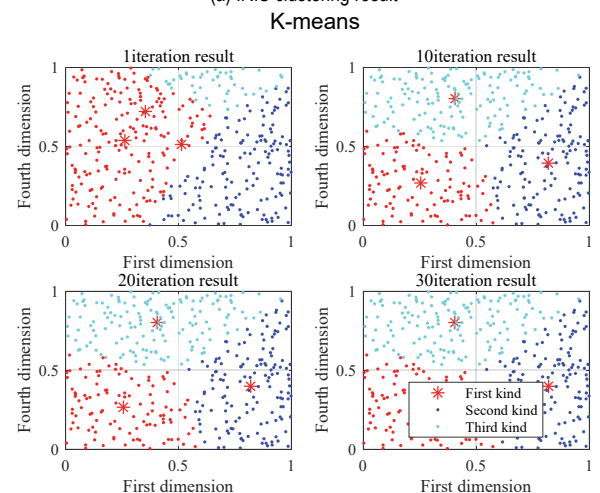 K-means
1iteration result
10iteration result
Fourth dimension
1
0.5
0
0
0.5
1
First dimension
Fourth dimension
1
0.5
0
0
0.5
1
First dimension
20iteration result
30iteration result
Fourth dimension
1
0.5
0
0
0.5
1
First dimension
Fourth dimension
1
0.5
0
First kind
Second kind
Third kind
0
0.5
1
First dimension